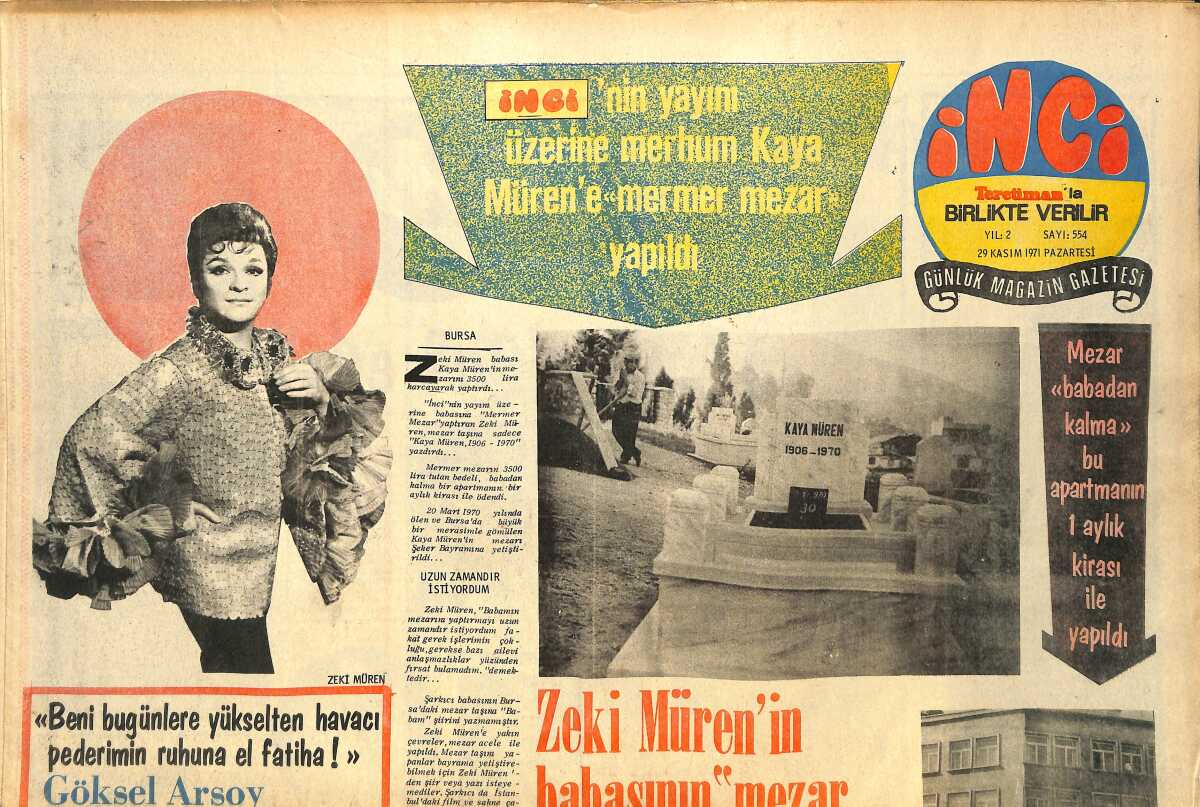 İNCİ'nin yayını
üzerine merhum Kaya
Müren'e «mermer mezar»
yapıldı
İNCİ
Tercüman'la
BİRLİKTE VERİLİR
YIL: 2 SAYI: 554
29 KASIM 1971 PAZARTESİ
GÜNLÜK MAGAZİN GAZETESİ
ZEKİ MÜREN
«Beni bugünlere yükselten havacı
pederimin ruhuna el fatiha! »
Göksel Arsoy
BURSA
Zeki Müren babası
Kaya Müren'in me-
zarını 3500 lira
harcayarak yaptırdı...
"İnci"nin yayım üze-
rine babasına "Mermer
Mezar"yaptıran Zeki Mü-
ren, mezar taşına sadece
"Kaya Müren, 1906 - 1970"
yazdırdı...
Mermer mezarın 3500
lira tutan bedeli, babadan
kalma bir apartmanın bir
aylık kirası ile ödendi.
20 Mart 1970 yılında
ölen ve Bursa'da büyük
bir merasimle gömülen
Kaya Müren'in mezarı
Şeker Bayramına yetişti-
rildi...
UZUN ZAMANDIR
İSTİYORDUM
Zeki Müren, "Babamın
mezarını yaptırmayı uzun
zamandır istiyordum fa-
kat gerek işlerimin çok-
luğu, gerekse bazı ailevi
anlaşmazlıklar yüzünden
fırsat bulamadım. "demek-
tedir...
Şarkıcı babasının Bur-
sa'daki mezar taşına "Ba-
bam" şiirini yazmamıştır.
Zeki Müren'e yakın
çevreler, mezar acele ile
yapıldı. Mezar taşını ya-
panlar bayrama yetiştire-
bilmek için Zeki Müren'-
den şiir veya yazı isteye-
mediler. Şarkıcı da İstan-
bul'daki film ve sahne ça-
KAYA MÜREN
1906-1970
30
Mezar
«babadan
kalma»
bu
apartmanın
1 aylık
kirası
ile
yapıldı
Zeki Müren'in
babasının "mezar